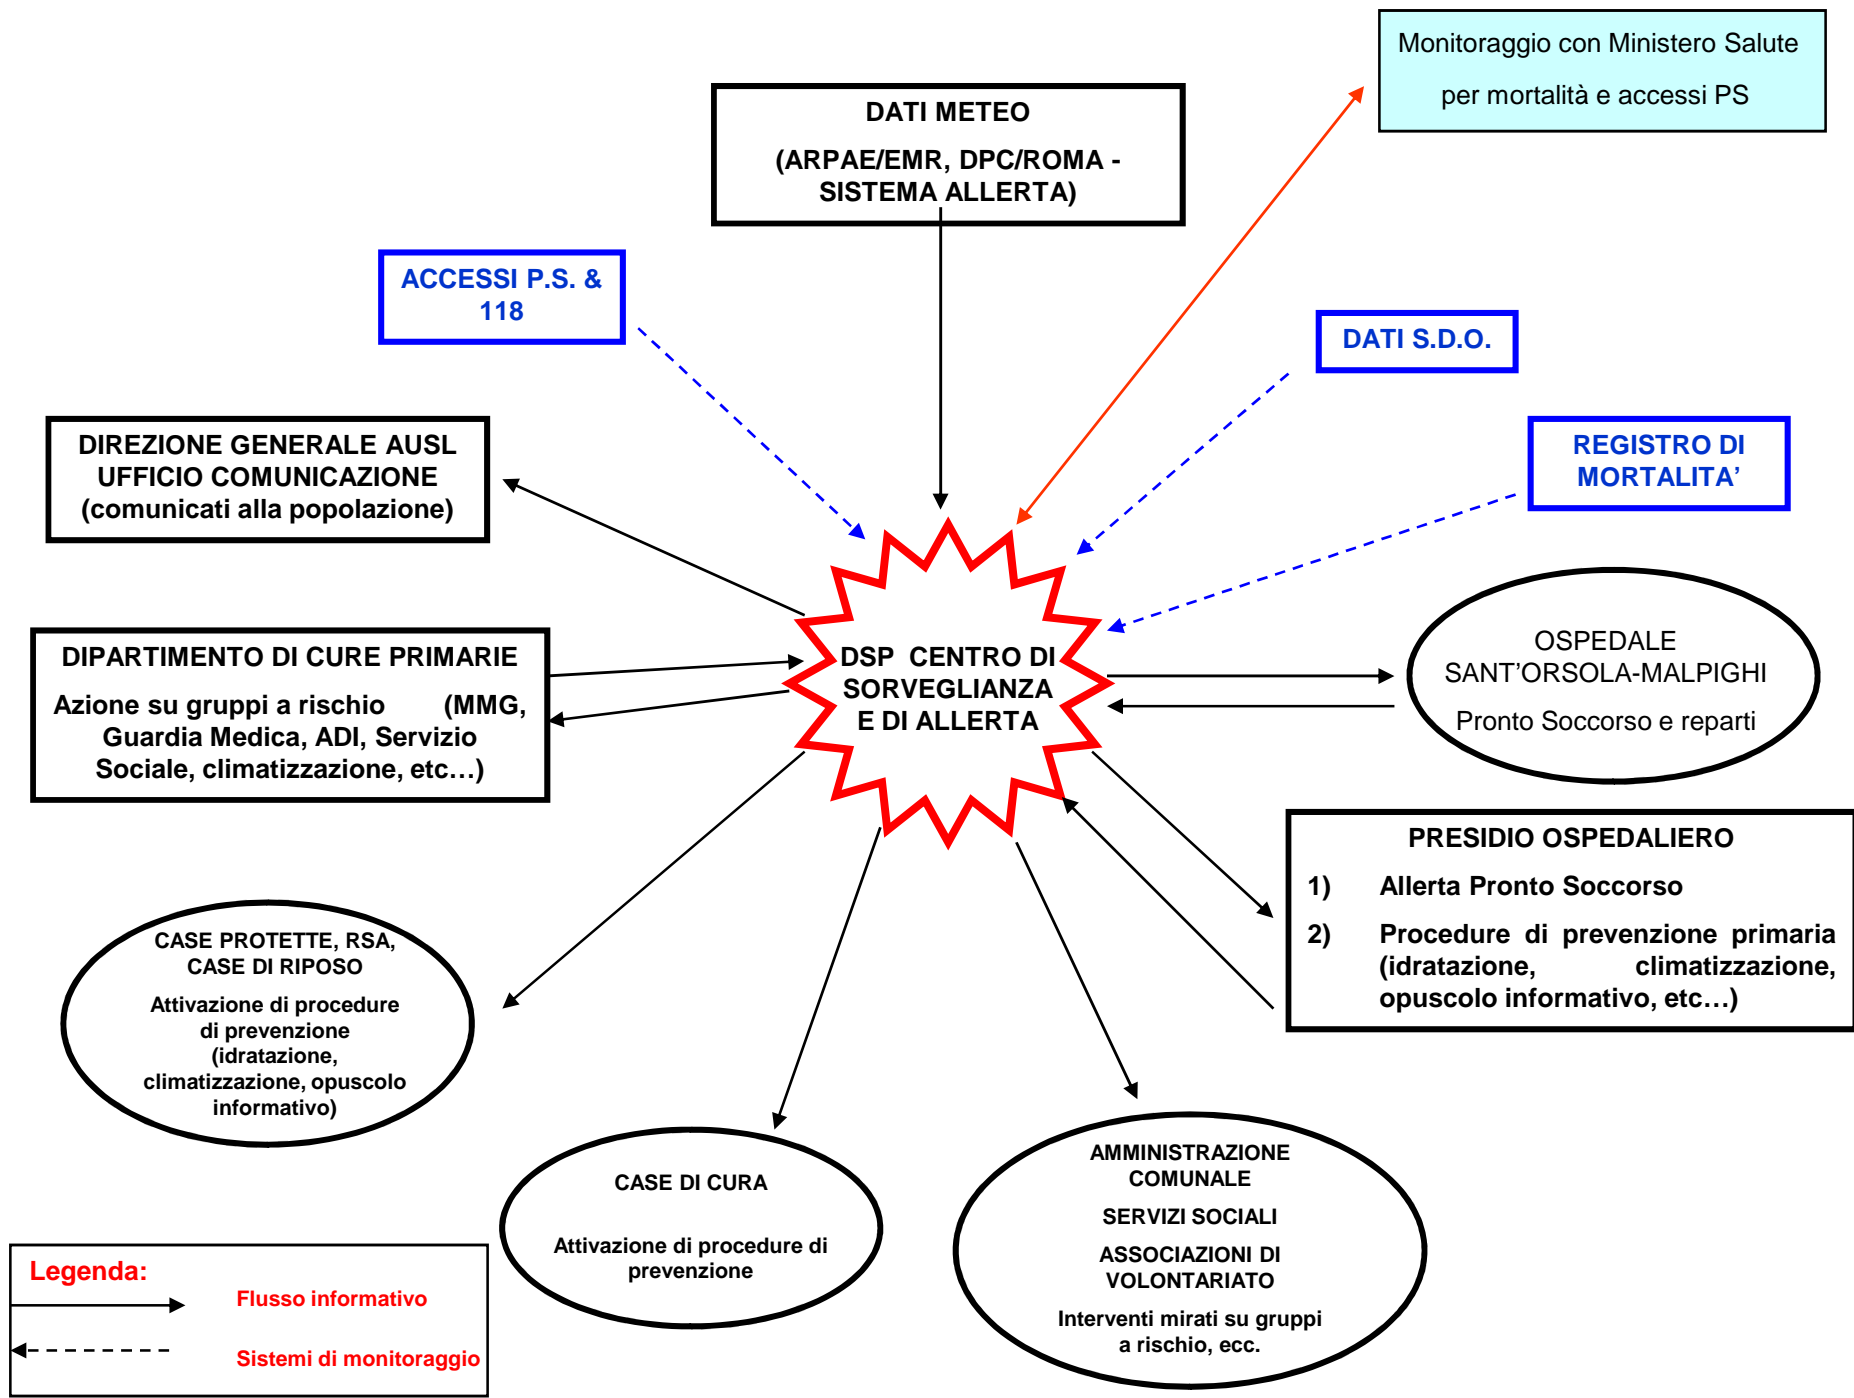 Monitoraggio con Ministero Salute
per mortalità e accessi PS
DATI METEO
(ARPAE/EMR, DPC/ROMA -
SISTEMA ALLERTA)
ACCESSI P.S. &
118
DATI S.D.O.
DIREZIONE GENERALE AUSL
UFFICIO COMUNICAZIONE
(comunicati alla popolazione)
REGISTRO DI
MORTALITA’
DIPARTIMENTO DI CURE PRIMARIE
Azione su gruppi a rischio (MMG,
Guardia Medica, ADI, Servizio
Sociale, climatizzazione, etc…)
DSP CENTRO DI
SORVEGLIANZA
E DI ALLERTA
OSPEDALE
SANT’ORSOLA-MALPIGHI
Pronto Soccorso e reparti
PRESIDIO OSPEDALIERO
1) Allerta Pronto Soccorso
2) Procedure di prevenzione primaria
(idratazione, climatizzazione,
opuscolo informativo, etc…)
CASE PROTETTE, RSA,
CASE DI RIPOSO
Attivazione di procedure
di prevenzione
(idratazione,
climatizzazione, opuscolo
informativo)
CASE DI CURA
Attivazione di procedure di
prevenzione
AMMINISTRAZIONE
COMUNALE
SERVIZI SOCIALI
ASSOCIAZIONI DI
VOLONTARIATO
Interventi mirati su gruppi
a rischio, ecc.
Legenda:
Flusso informativo
Sistemi di monitoraggio